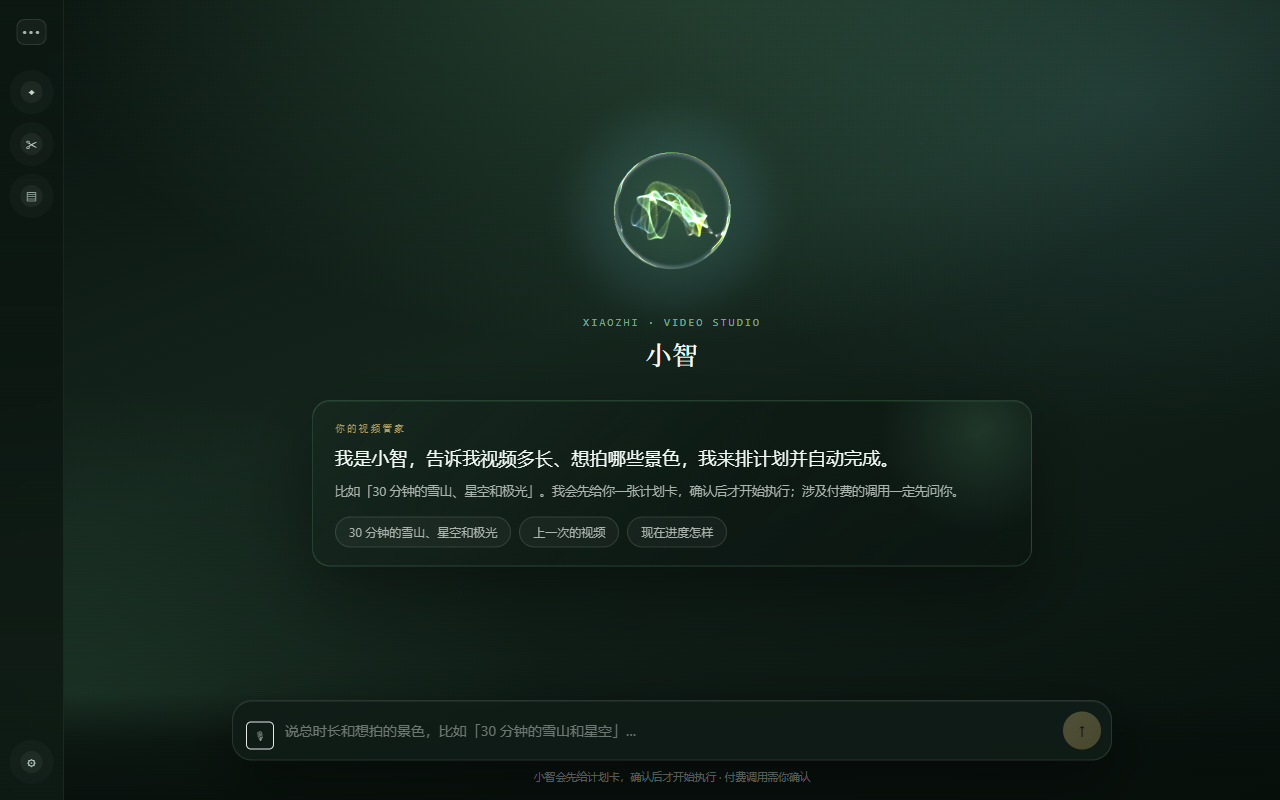 XIAOZHI · VIDEO STUDIO
小智
你的视频管家
我是小智，告诉我视频多长、想拍哪些景色，我来排计划并自动完成。
比如「30 分钟的雪山、星空和极光」。我会先给你一张计划卡，确认后才开始执行；涉及付费的调用一定先问你。
30 分钟的雪山、星空和极光
上一次的视频
现在进度怎样
说总时长和想拍的景色，比如「30 分钟的雪山和星空」...
小智会先给计划卡，确认后才开始执行 · 付费调用需你确认